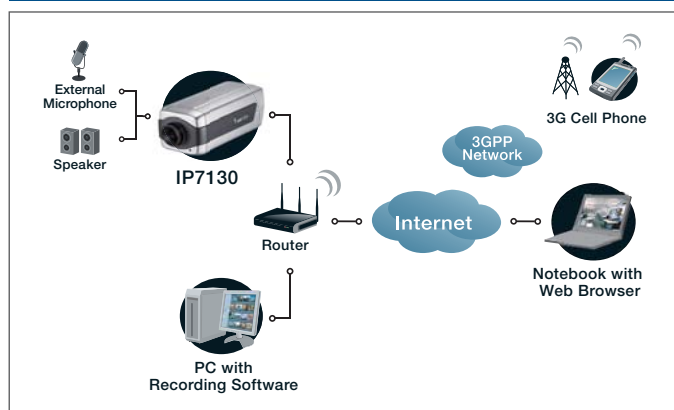 External
Microphone
Speaker
IP7130
3G Cell Phone
3GPP
Network
Router
Internet
Notebook with
Web Browser
PC with
Recording Software